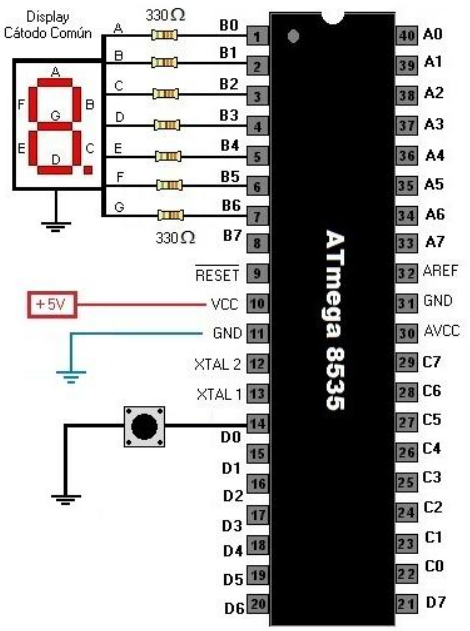 Display
Cátodo Común
330Ω
A
B
C
D
E
F
G
A
F
B
G
E
C
D
330Ω
B0
B1
B2
B3
B4
B5
B6
B7
RESET
+5V
VCC
GND
XTAL 2
XTAL 1
D0
D1
D2
D3
D4
D5
D6
1
2
3
4
5
6
7
8
9
10
11
12
13
14
15
16
17
18
19
20
ATmega 8535
40
39
38
37
36
35
34
33
32
31
30
29
28
27
26
25
24
23
22
21
A0
A1
A2
A3
A4
A5
A6
A7
AREF
GND
AVCC
C7
C6
C5
C4
C3
C2
C1
C0
D7